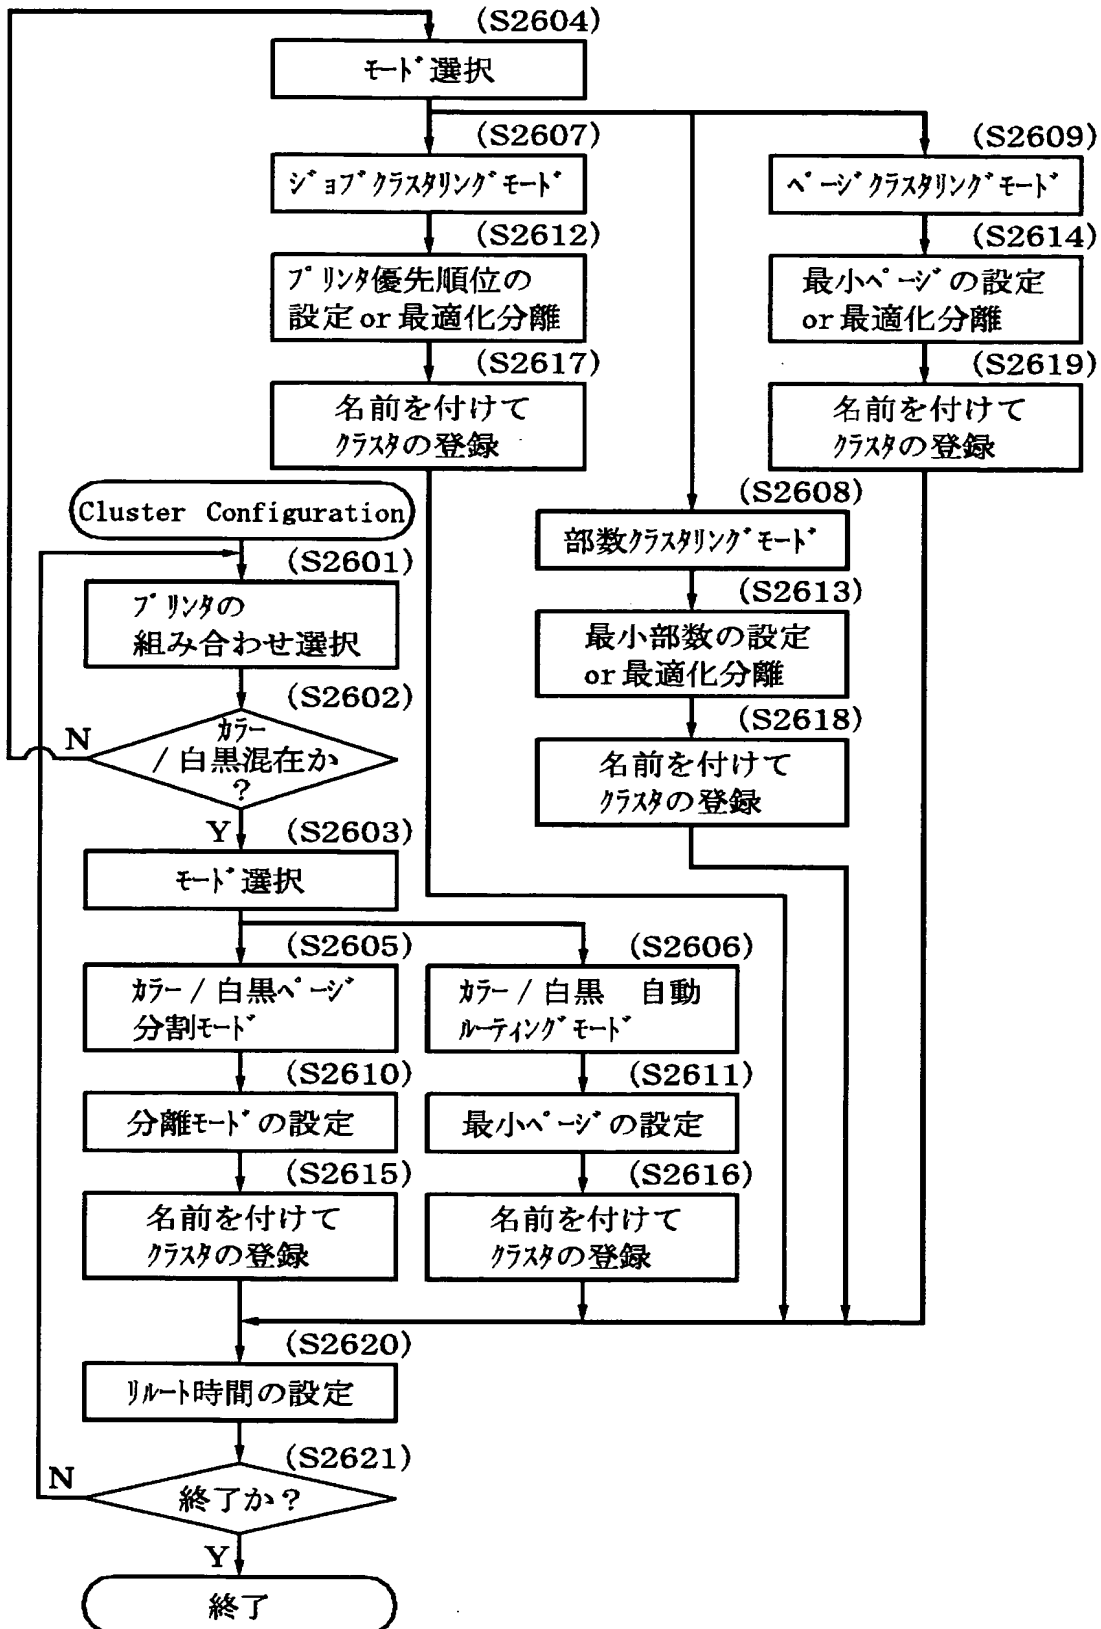 (S2604)
モード選択
(S2607)
ジョブクラスタリングモード
(S2612)
プリンタ優先順位の
設定or最適化分離
(S2617)
名前を付けて
クラスタの登録
(S2609)
ページクラスタリングモード
(S2614)
最小ページの設定
or最適化分離
(S2619)
名前を付けて
クラスタの登録
(S2608)
部数クラスタリングモード
(S2613)
最小部数の設定
or最適化分離
(S2618)
名前を付けて
クラスタの登録
Cluster Configuration
(S2601)
プリンタの
組み合わせ選択
(S2602)
N
カラー
/白黒混在か
?
Y
(S2603)
モード選択
(S2605)
カラー/白黒ページ
分割モード
(S2610)
分離モードの設定
(S2615)
名前を付けて
クラスタの登録
(S2606)
カラー/白黒 自動
ルーティングモード
(S2611)
最小ページの設定
(S2616)
名前を付けて
クラスタの登録
(S2620)
リルート時間の設定
(S2621)
N
終了か?
Y
終了